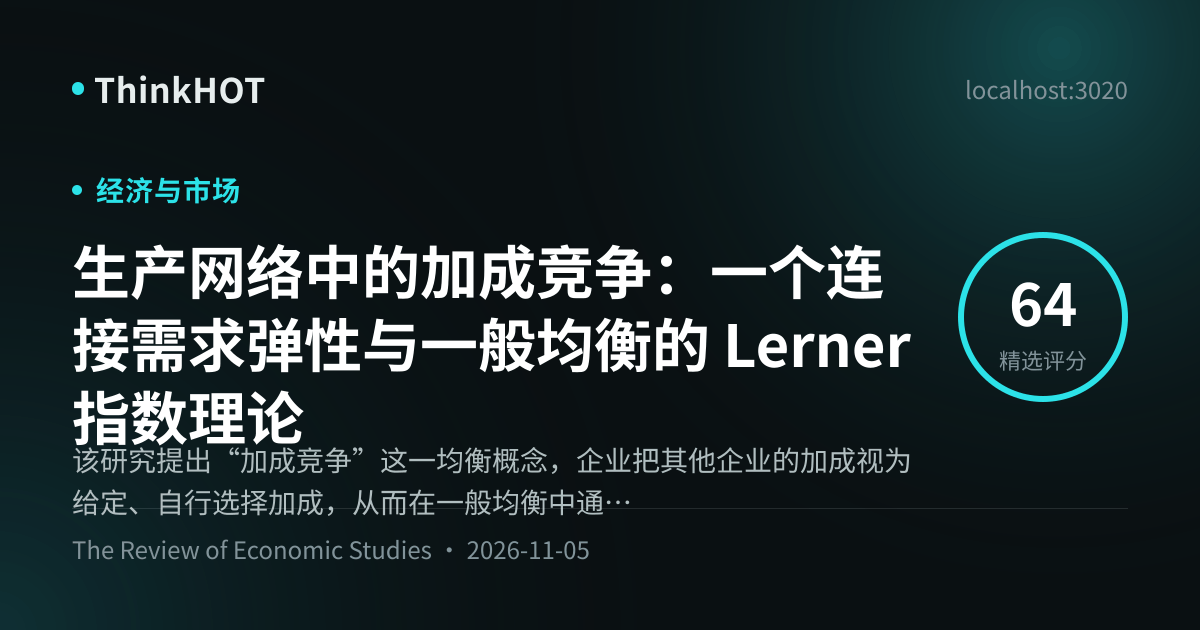 ThinkHOT
localhost:3020
经济与市场
生产网络中的加成竞争：一个连
接需求弹性与一般均衡的 Lerner
指数理论
64
精选评分
该研究提出“加成竞争”这一均衡概念，企业把其他企业的加成视为
给定、自行选择加成，从而在一般均衡中通…
The Review of Economic Studies • 2026-11-05